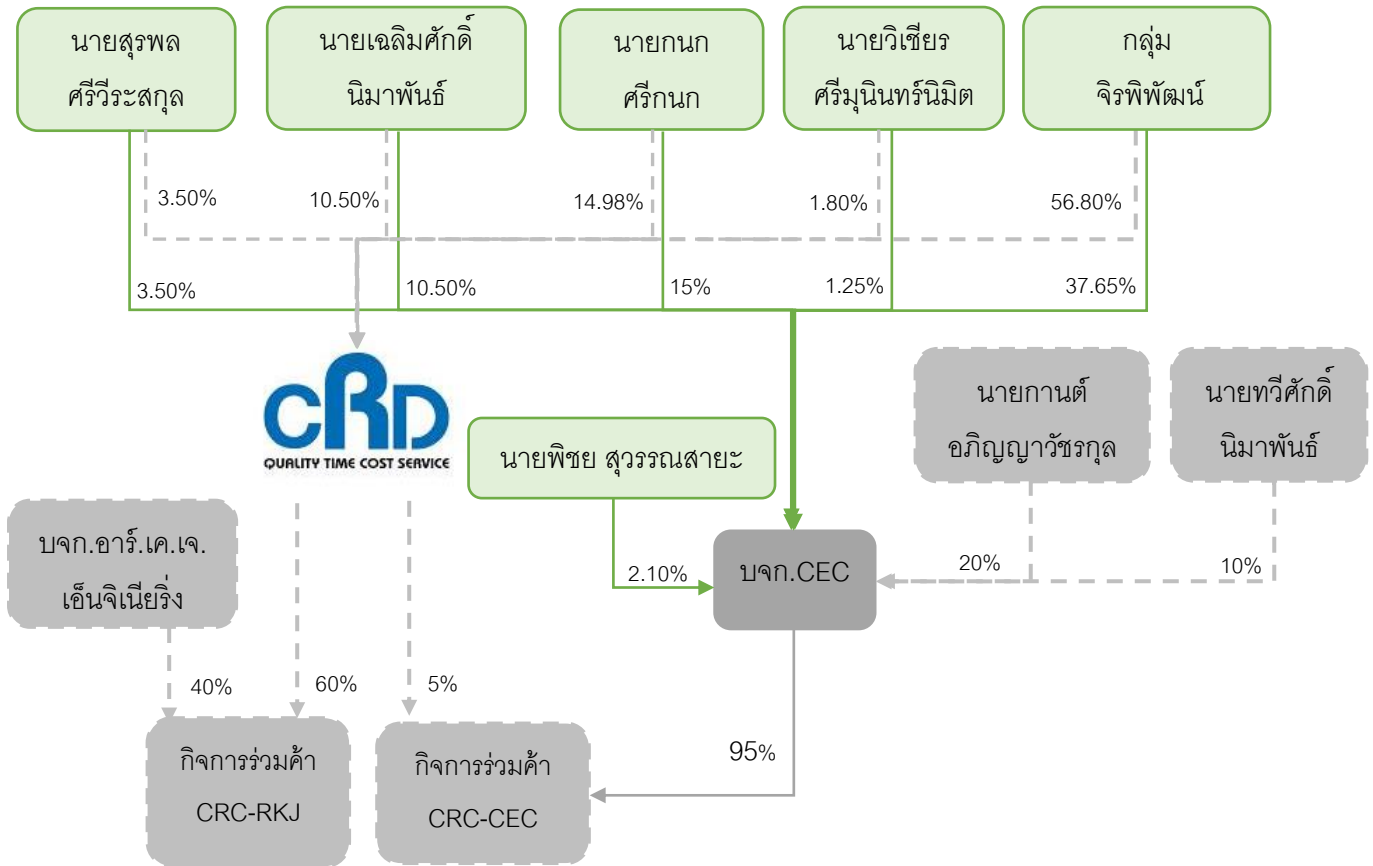 นายสุรพล
ศรีวีระสกุล
นายเฉลิมศักดิ์
นิมาพันธ์
นายกนก
ศรีกนก
นายวิเชียร
ศรีมุนินทร์นิมิต
กลุ่ม
จิรพิพัฒน์
3.50%
10.50%
14.98%
1.80%
56.80%
3.50%
10.50%
15%
1.25%
37.65%
CRD
QUALITY TIME COST SERVICE
นายพิชย สุวรรณสายะ
นายกานต์
อภิญญาวัชรกุล
นายทวีศักดิ์
นิมาพันธ์
บจก.อาร์.เค.เจ.
เอ็นจิเนียริ่ง
2.10%
บจก.CEC
20%
10%
40%
60%
5%
95%
กิจการร่วมค้า
CRC-RKJ
กิจการร่วมค้า
CRC-CEC